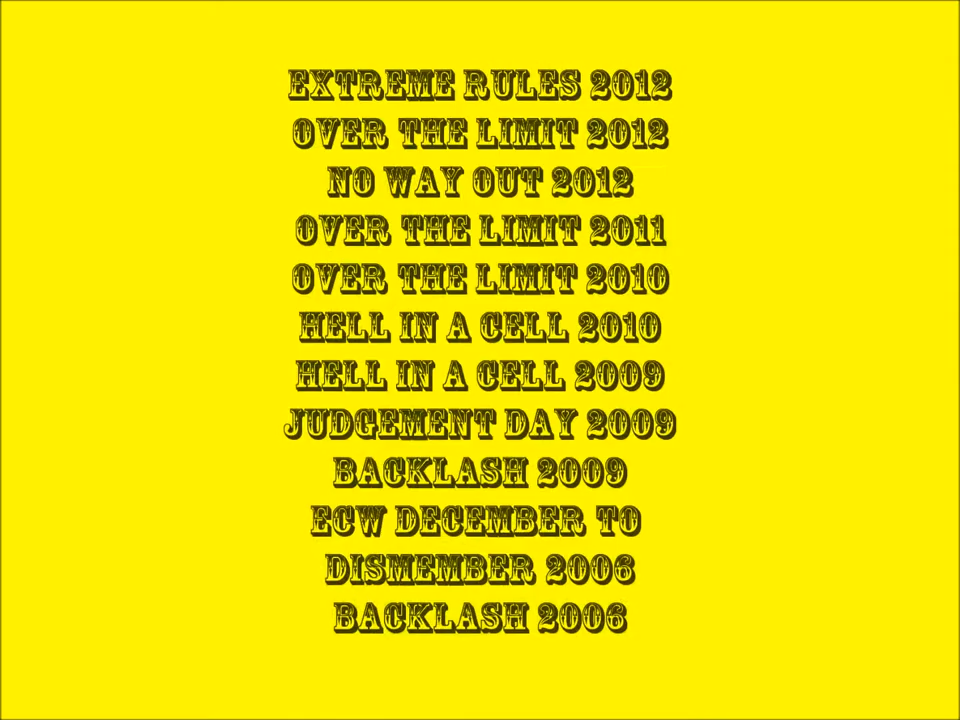 EXTREME RULES 2012
OVER THE LIMIT 2012
NO WAY OUT 2012
OVER THE LIMIT 2011
OVER THE LIMIT 2010
HELL IN A CELL 2010
HELL IN A CELL 2009
JUDGEMENT DAY 2009
BACKLASH 2009
ECW DECEMBER TO
DISMEMBER 2006
BACKLASH 2006